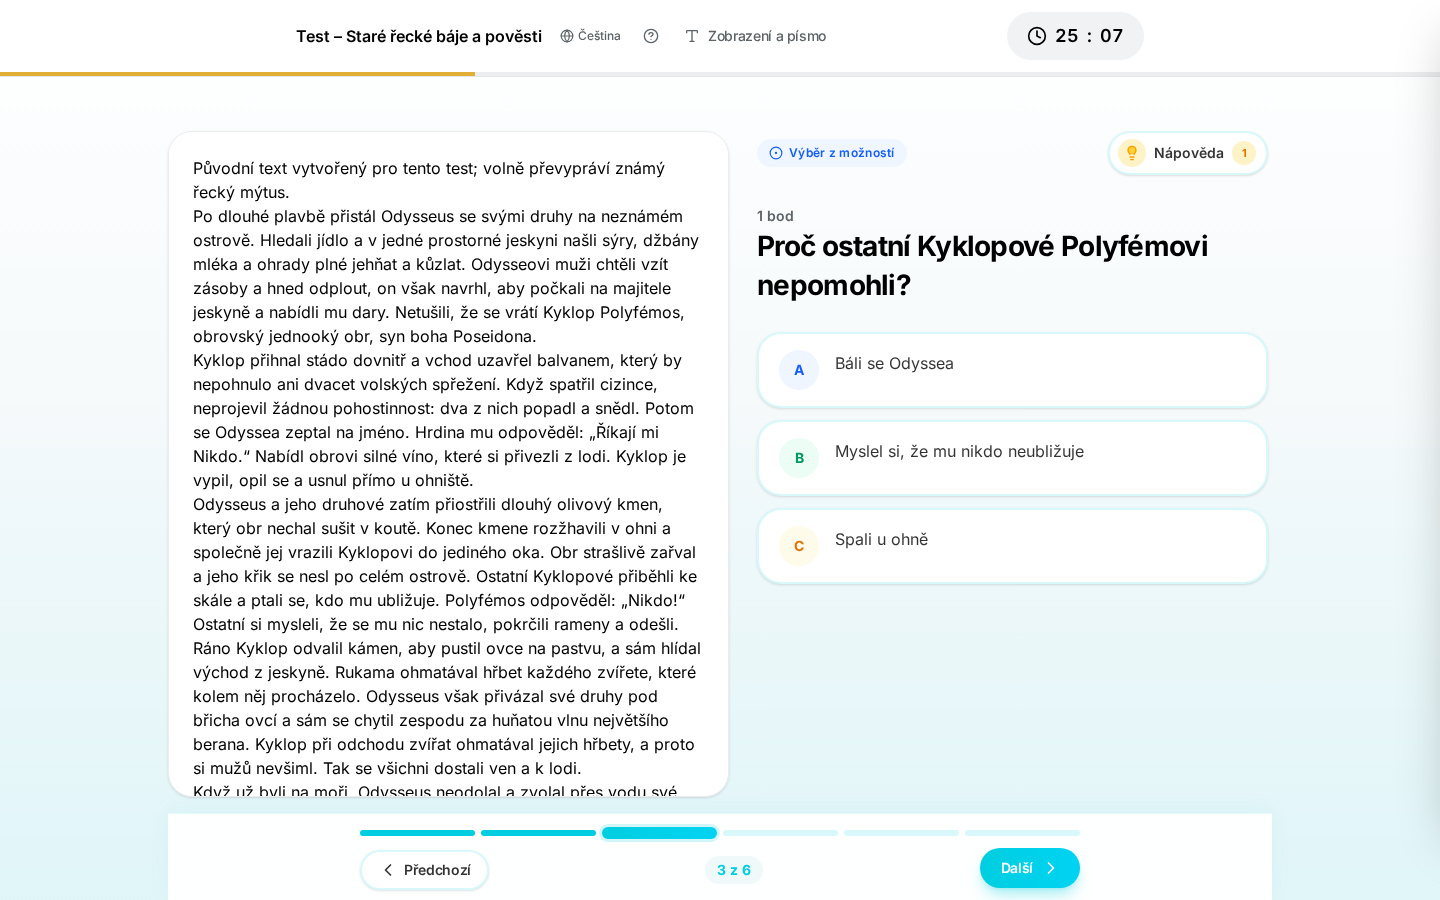 Test – Staré řecké báje a pověsti
Čeština
Zobrazení a písmo
25 : 07
Původní text vytvořený pro tento test; volně převypráví známý
řecký mýtus.
Po dlouhé plavbě přistál Odysseus se svými druhy na neznámém
ostrově. Hledali jídlo a v jedné prostorné jeskyni našli sýry, džbány
mléka a ohrady plné jehňat a kůzlat. Odysseovi muži chtěli vzít
zásoby a hned odplout, on však navrhl, aby počkali na majitele
jeskyně a nabídli mu dary. Netušili, že se vrátí Kyklop Polyfémos,
obrovský jednooký obr, syn boha Poseidona.
Kyklop přihnal stádo dovnitř a vchod uzavřel balvanem, který by
nepohnulo ani dvacet volských spřežení. Když spatřil cizince,
neprojevil žádnou pohostinnost: dva z nich popadl a snědl. Potom
se Odyssea zeptal na jméno. Hrdina mu odpověděl: „Říkají mi
Nikdo.“ Nabídl obrovi silné víno, které si přivezli z lodi. Kyklop je
vypil, opil se a usnul přímo u ohniště.
Odysseus a jeho druhové zatím přiostřili dlouhý olivový kmen,
který obr nechal sušit v koutě. Konec kmene rozžhavili v ohni a
společně jej vrazili Kyklopovi do jediného oka. Obr strašlivě zařval
a jeho křik se nesl po celém ostrově. Ostatní Kyklopové přiběhli ke
skále a ptali se, kdo mu ubližuje. Polyfémos odpověděl: „Nikdo!“
Ostatní si mysleli, že se mu nic nestalo, pokrčili rameny a odešli.
Ráno Kyklop odvalil kámen, aby pustil ovce na pastvu, a sám hlídal
východ z jeskyně. Rukama ohmatával hřbet každého zvířete, které
kolem něj procházelo. Odysseus však přivázal své druhy pod
břicha ovcí a sám se chytil zespodu za huňatou vlnu největšího
berana. Kyklop při odchodu zvířat ohmatával jejich hřbety, a proto
si mužů nevšiml. Tak se všichni dostali ven a k lodi.
Když už byli na moři, Odysseus neodolal a zvolal přes vodu své
Výběr z možností
Nápověda 1
1 bod
Proč ostatní Kyklopové Polyfémovi
nepomohli?
A Báli se Odyssea
B Myslel si, že mu nikdo neubližuje
C Spali u ohně
Předchozí
3 z 6
Další